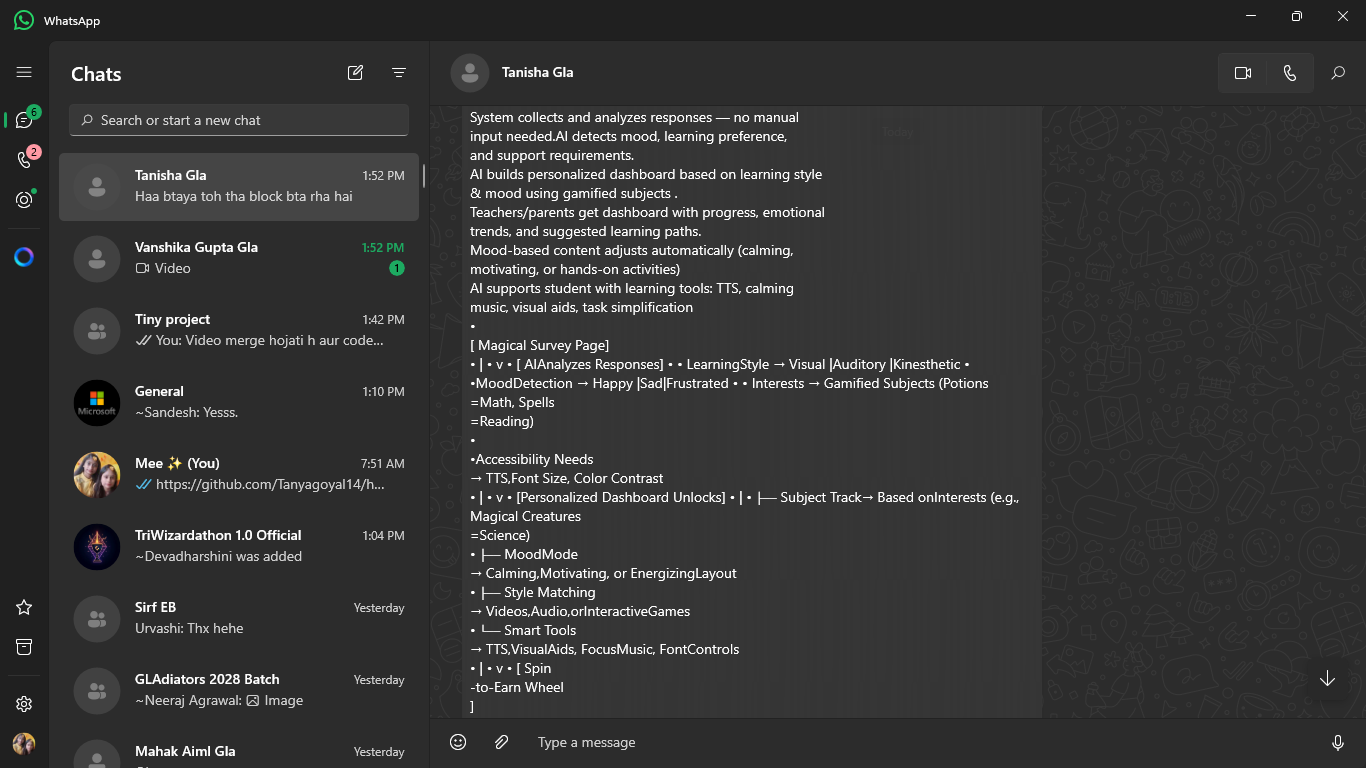 WhatsApp
6
2
Chats
Search or start a new chat
Tanisha Gla
1:52 PM
Haa btaya toh tha block bta rha hai
Vanshika Gupta Gla
1:52 PM
Video
1
Tiny project
1:42 PM
You: Video merge hojati h aur code...
General
1:10 PM
Microsoft
~Sandesh: Yesss.
Mee ✨ (You)
7:51 AM
https://github.com/Tanyagoyal14/h...
TriWizardathon 1.0 Official
1:04 PM
~Devadharshini was added
Sirf EB
Yesterday
Urvashi: Thx hehe
GLAdiators 2028 Batch
Yesterday
~Neeraj Agrawal: Image
Mahak Aiml Gla
Yesterday
Tanisha Gla
Today
System collects and analyzes responses — no manual
input needed.AI detects mood, learning preference,
and support requirements.
AI builds personalized dashboard based on learning style
& mood using gamified subjects .
Teachers/parents get dashboard with progress, emotional
trends, and suggested learning paths.
Mood-based content adjusts automatically (calming,
motivating, or hands-on activities)
AI supports student with learning tools: TTS, calming
music, visual aids, task simplification
•
[ Magical Survey Page]
• | • v • [ AIAnalyzes Responses] • • LearningStyle → Visual |Auditory |Kinesthetic •
•MoodDetection → Happy |Sad|Frustrated • • Interests → Gamified Subjects (Potions
=Math, Spells
=Reading)
•
•Accessibility Needs
→ TTS,Font Size, Color Contrast
• | • v • [Personalized Dashboard Unlocks] • | • ├── Subject Track→ Based onInterests (e.g.,
Magical Creatures
=Science)
• ├── MoodMode
→ Calming,Motivating, or EnergizingLayout
• ├── Style Matching
→ Videos,Audio,orInteractiveGames
• └── Smart Tools
→ TTS,VisualAids, FocusMusic, FontControls
• | • v • [ Spin
-to-Earn Wheel
]
Type a message